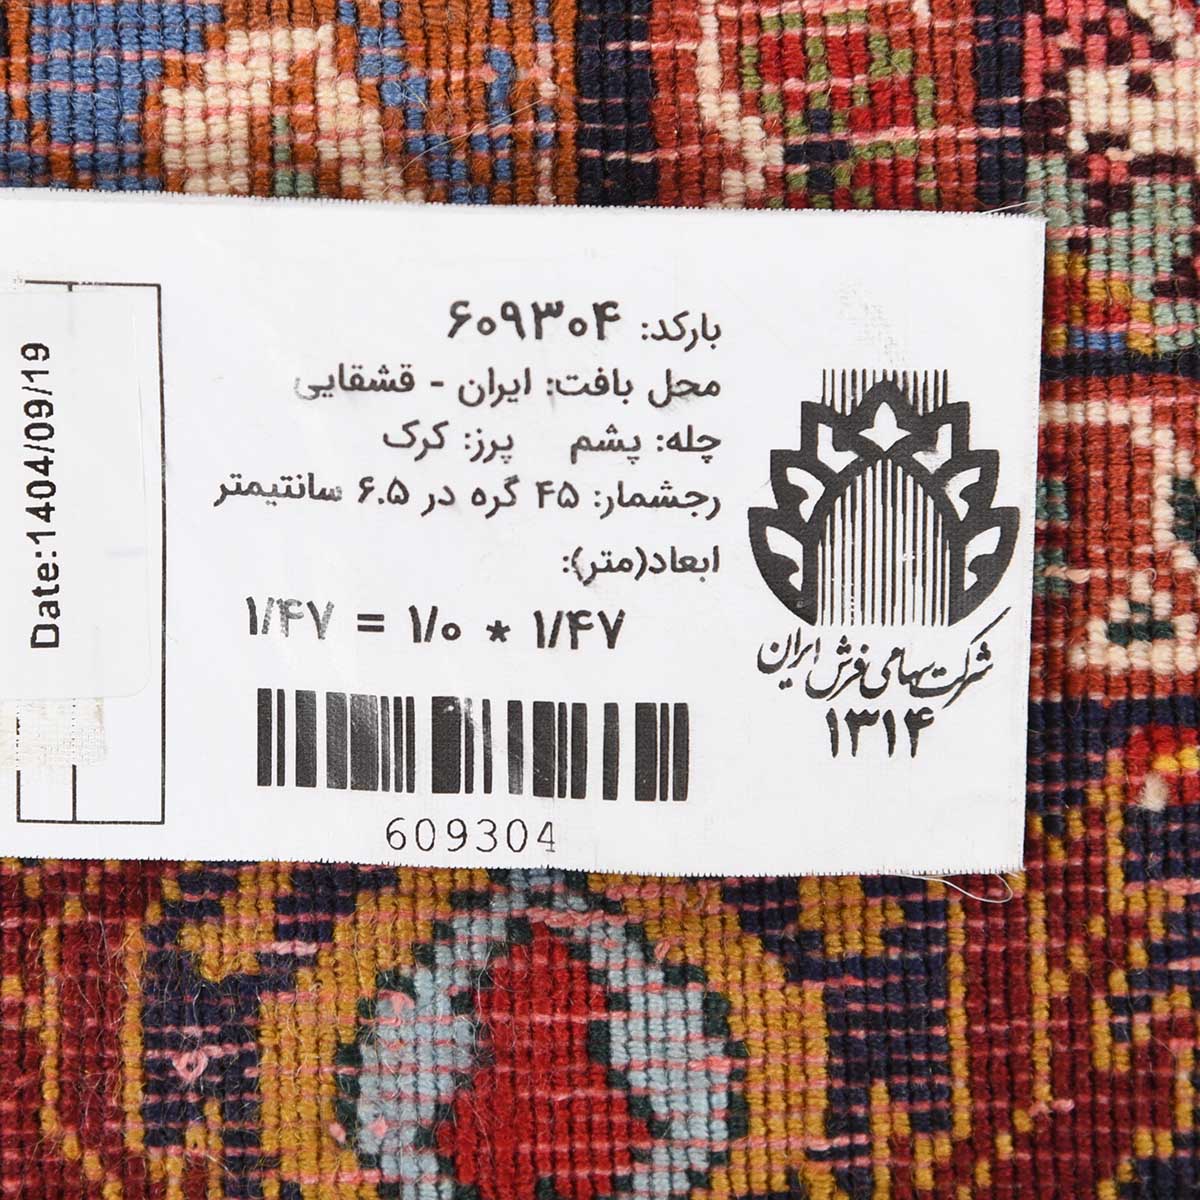 بارکد: ۶۰۹۳۰۴
محل بافت: ایران - قشقایی
چله: پشم پرز: کرک
رجشمار: ۴۵ گره در ۶.۵ سانتیمتر
ابعاد(متر):
۱/۴۷ * ۱/۰ = ۱/۴۷
609304
شرکت سهامی فرش ایران
۱۳۱۴
Date:1404/09/19